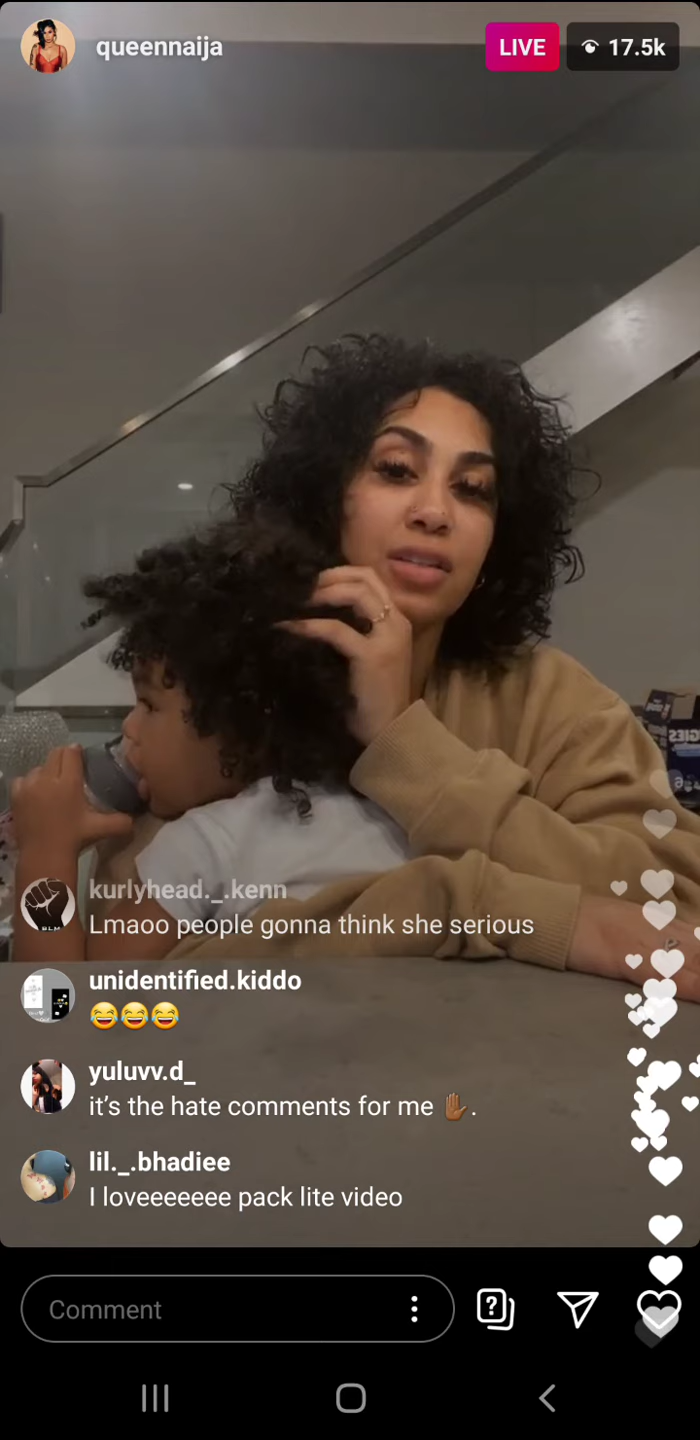 queennaija
LIVE
17.5k
kurlyhead._.kenn
Lmaoo people gonna think she serious
unidentified.kiddo
😂😂😂
yuluvv.d_
it’s the hate comments for me ✋🏾.
lil._.bhadiee
I loveeeeeee pack lite video
Comment